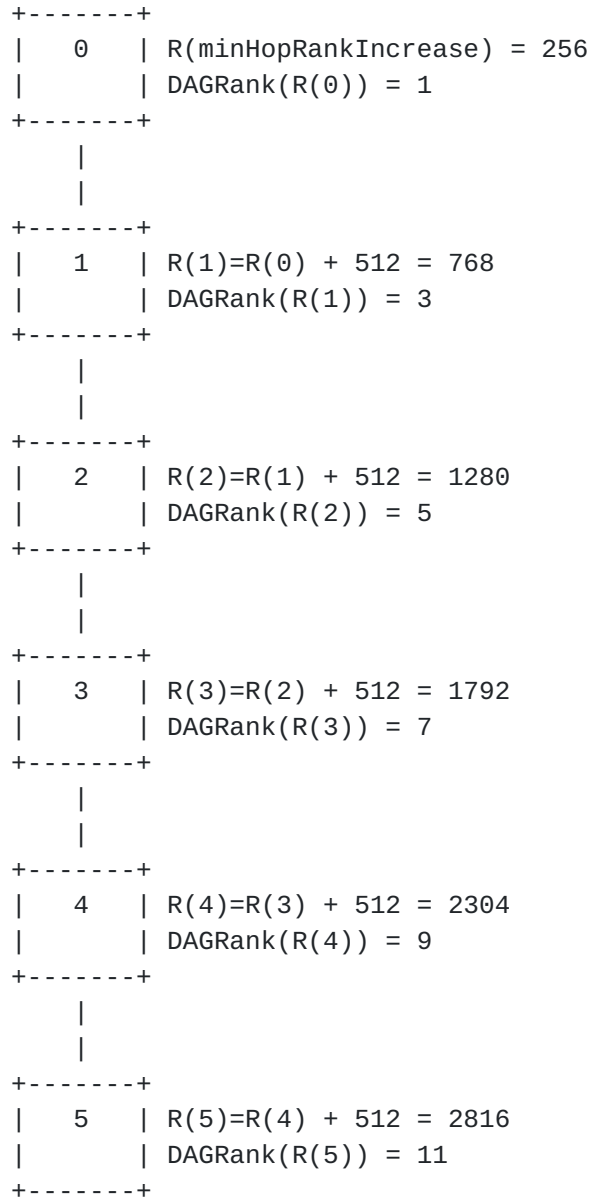 +-------+
|   0   | R(minHopRankIncrease) = 256
|       | DAGRank(R(0)) = 1
+-------+
    |
    |
+-------+
|   1   | R(1)=R(0) + 512 = 768
|       | DAGRank(R(1)) = 3
+-------+
    |
    |
+-------+
|   2   | R(2)=R(1) + 512 = 1280
|       | DAGRank(R(2)) = 5
+-------+
    |
    |
+-------+
|   3   | R(3)=R(2) + 512 = 1792
|       | DAGRank(R(3)) = 7
+-------+
    |
    |
+-------+
|   4   | R(4)=R(3) + 512 = 2304
|       | DAGRank(R(4)) = 9
+-------+
    |
    |
+-------+
|   5   | R(5)=R(4) + 512 = 2816
|       | DAGRank(R(5)) = 11
+-------+